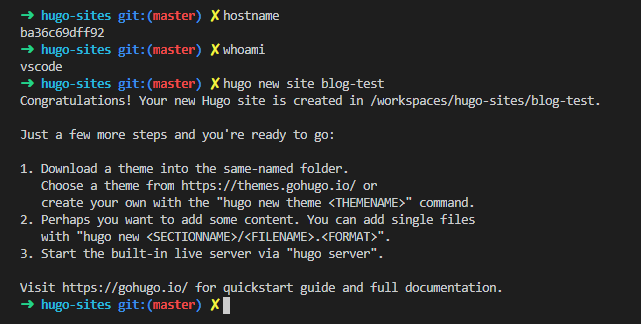 ➜ hugo-sites git:(master) ✗ hostname
ba36c69dff92
➜ hugo-sites git:(master) ✗ whoami
vscode
➜ hugo-sites git:(master) ✗ hugo new site blog-test
Congratulations! Your new Hugo site is created in /workspaces/hugo-sites/blog-test.
Just a few more steps and you're ready to go:
1. Download a theme into the same-named folder.
Choose a theme from https://themes.gohugo.io/ or
create your own with the "hugo new theme <THEMENAME>" command.
2. Perhaps you want to add some content. You can add single files
with "hugo new <SECTIONNAME>/<FILENAME>.<FORMAT>".
3. Start the built-in live server via "hugo server".
Visit https://gohugo.io/ for quickstart guide and full documentation.
➜ hugo-sites git:(master) ✗